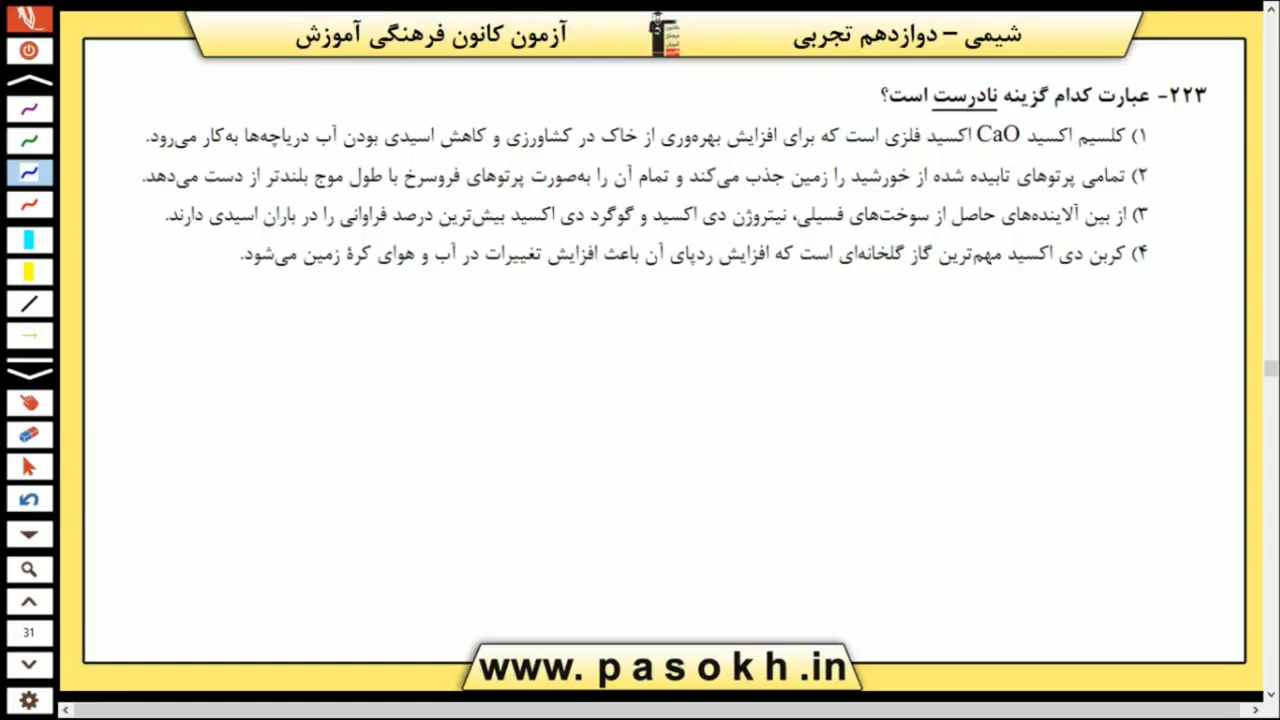 شیمی – دوازدهم تجربی
آزمون کانون فرهنگی آموزش
۲۲۳- عبارت کدام گزینه نادرست است؟
۱) کلسیم اکسید CaO اکسید فلزی است که برای افزایش بهره‌وری از خاک در کشاورزی و کاهش اسیدی بودن آب دریاچه‌ها به‌کار می‌رود.
۲) تمامی پرتوهای تابیده شده از خورشید را زمین جذب می‌کند و تمام آن را به‌صورت پرتوهای فروسرخ با طول موج بلندتر از دست می‌دهد.
۳) از بین آلاینده‌های حاصل از سوخت‌های فسیلی، نیتروژن دی اکسید و گوگرد دی اکسید بیش‌ترین درصد فراوانی را در باران اسیدی دارند.
۴) کربن دی اکسید مهم‌ترین گاز گلخانه‌ای است که افزایش ردپای آن باعث افزایش تغییرات در آب و هوای کرهٔ زمین می‌شود.
31
www. p a s o k h .in